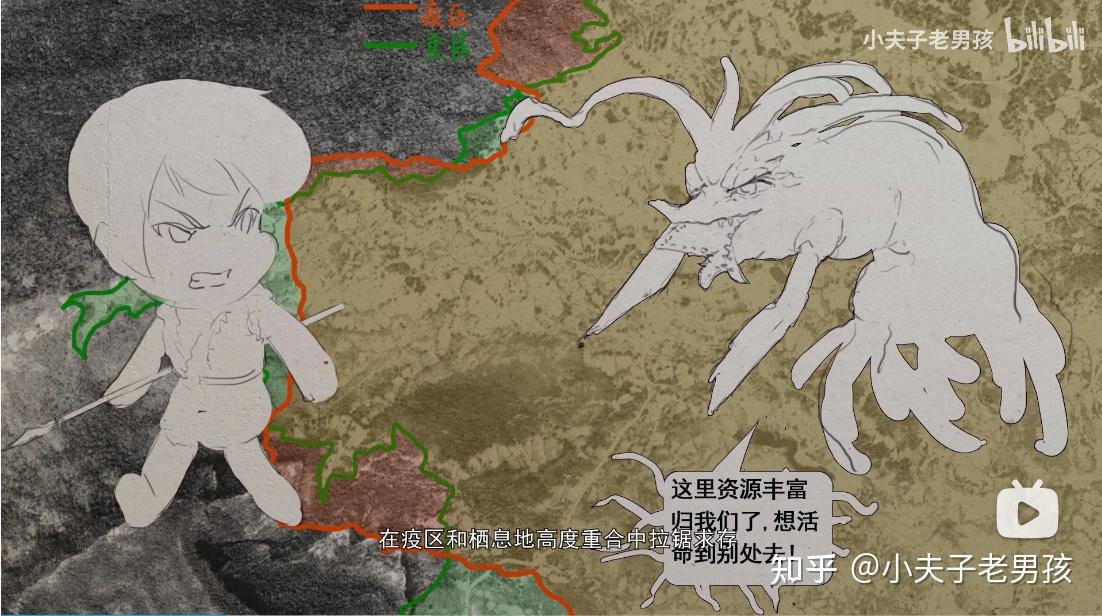 疫区
小夫子老男孩 bilibili
这里资源丰富
归我们了,想活
命到别处去!
在疫区和栖息地高度重合中拉锯求存
知乎 @小夫子老男孩